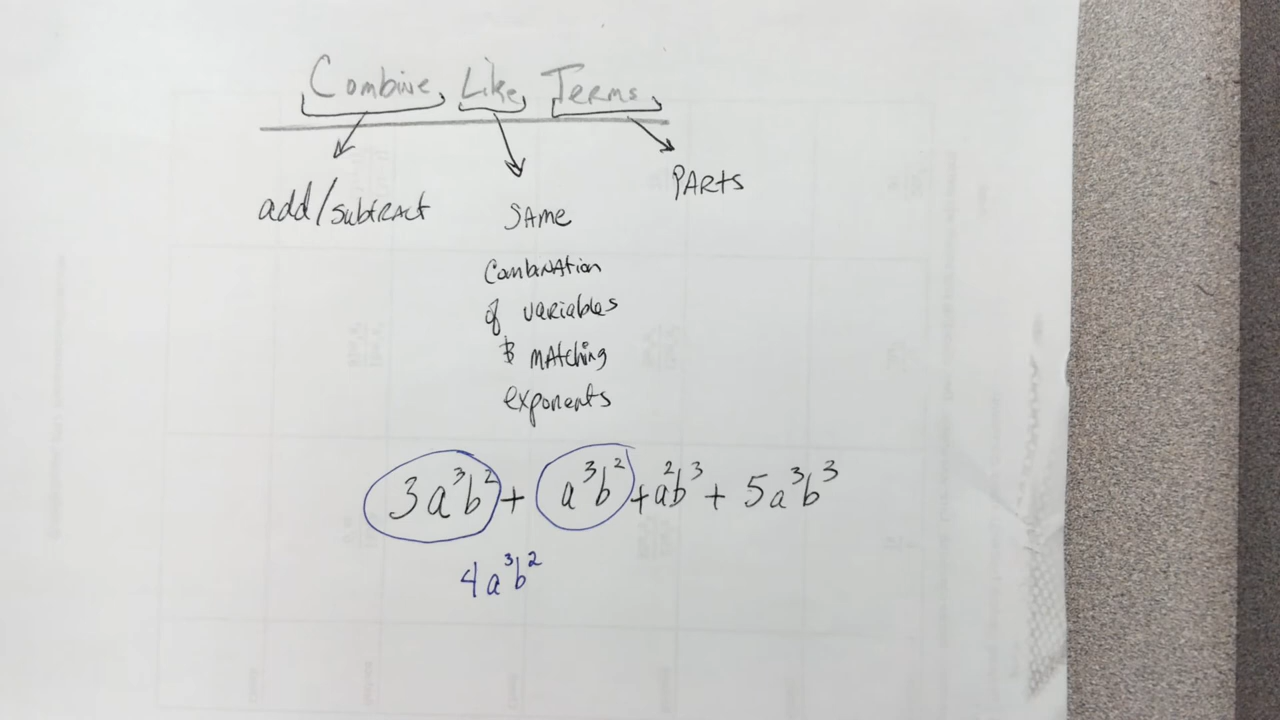 Combine Like Terms
add/subtract
same
combination
of variables
& matching
exponents
parts
3a³b² + a³b² + a²b³ + 5a³b³
4a³b²